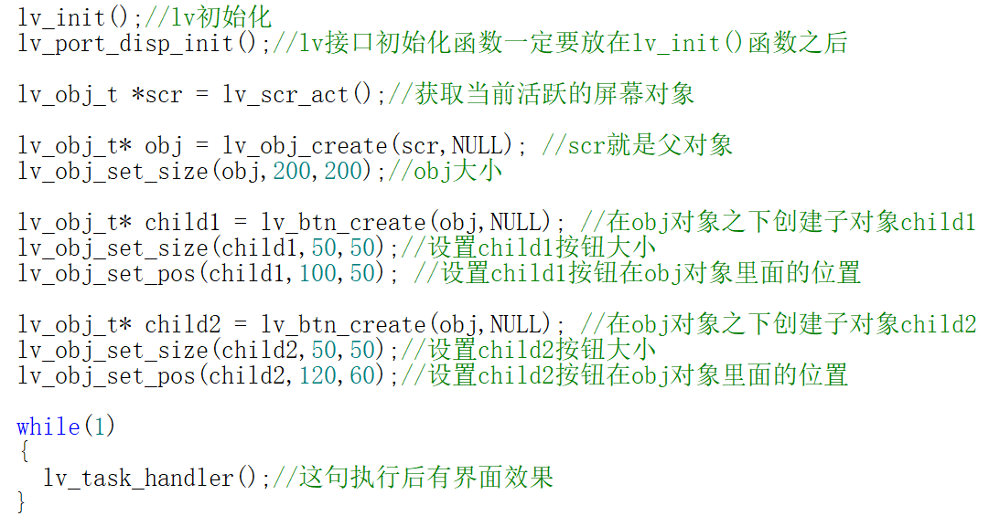 lv_init();//lv初始化
lv_port_disp_init();//lv接口初始化函数一定要放在lv_init()函数之后
lv_obj_t *scr = lv_scr_act();//获取当前活跃的屏幕对象
lv_obj_t* obj = lv_obj_create(scr,NULL); //scr就是父对象
lv_obj_set_size(obj,200,200);//obj大小
lv_obj_t* child1 = lv_btn_create(obj,NULL); //在obj对象之下创建子对象child1
lv_obj_set_size(child1,50,50);//设置child1按钮大小
lv_obj_set_pos(child1,100,50); //设置child1按钮在obj对象里面的位置
lv_obj_t* child2 = lv_btn_create(obj,NULL); //在obj对象之下创建子对象child2
lv_obj_set_size(child2,50,50);//设置child2按钮大小
lv_obj_set_pos(child2,120,60);//设置child2按钮在obj对象里面的位置
while(1)
{
lv_task_handler();//这句执行后有界面效果
}